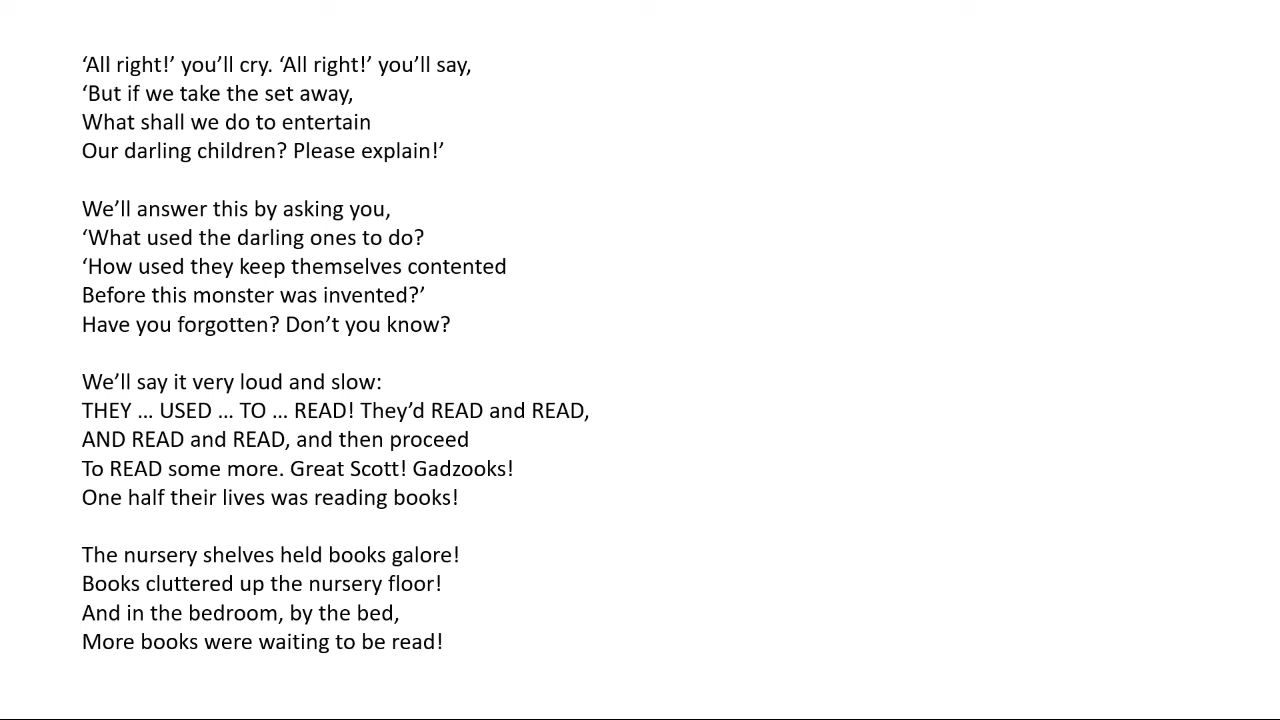 ‘All right!’ you’ll cry. ‘All right!’ you’ll say,
‘But if we take the set away,
What shall we do to entertain
Our darling children? Please explain!’
We’ll answer this by asking you,
‘What used the darling ones to do?
‘How used they keep themselves contented
Before this monster was invented?’
Have you forgotten? Don’t you know?
We’ll say it very loud and slow:
THEY … USED … TO … READ! They’d READ and READ,
AND READ and READ, and then proceed
To READ some more. Great Scott! Gadzooks!
One half their lives was reading books!
The nursery shelves held books galore!
Books cluttered up the nursery floor!
And in the bedroom, by the bed,
More books were waiting to be read!